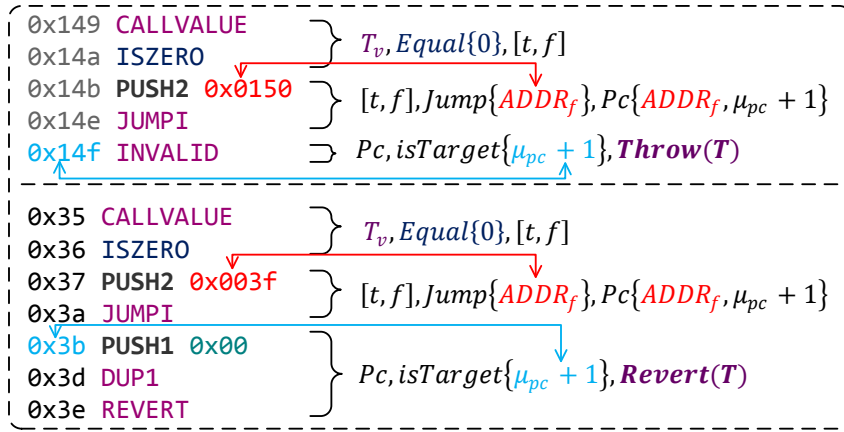 0x149 CALLVALUE
0x14a ISZERO
T_v, Equal{0}, [t, f]
0x14b PUSH2 0x0150
0x14e JUMPI
[t, f], Jump{ADDR_f}, Pc{ADDR_f, μ_pc + 1}
0x14f INVALID
Pc, isTarget{μ_pc + 1}, Throw(T)
0x35 CALLVALUE
0x36 ISZERO
T_v, Equal{0}, [t, f]
0x37 PUSH2 0x003f
0x3a JUMPI
[t, f], Jump{ADDR_f}, Pc{ADDR_f, μ_pc + 1}
0x3b PUSH1 0x00
0x3d DUP1
0x3e REVERT
Pc, isTarget{μ_pc + 1}, Revert(T)